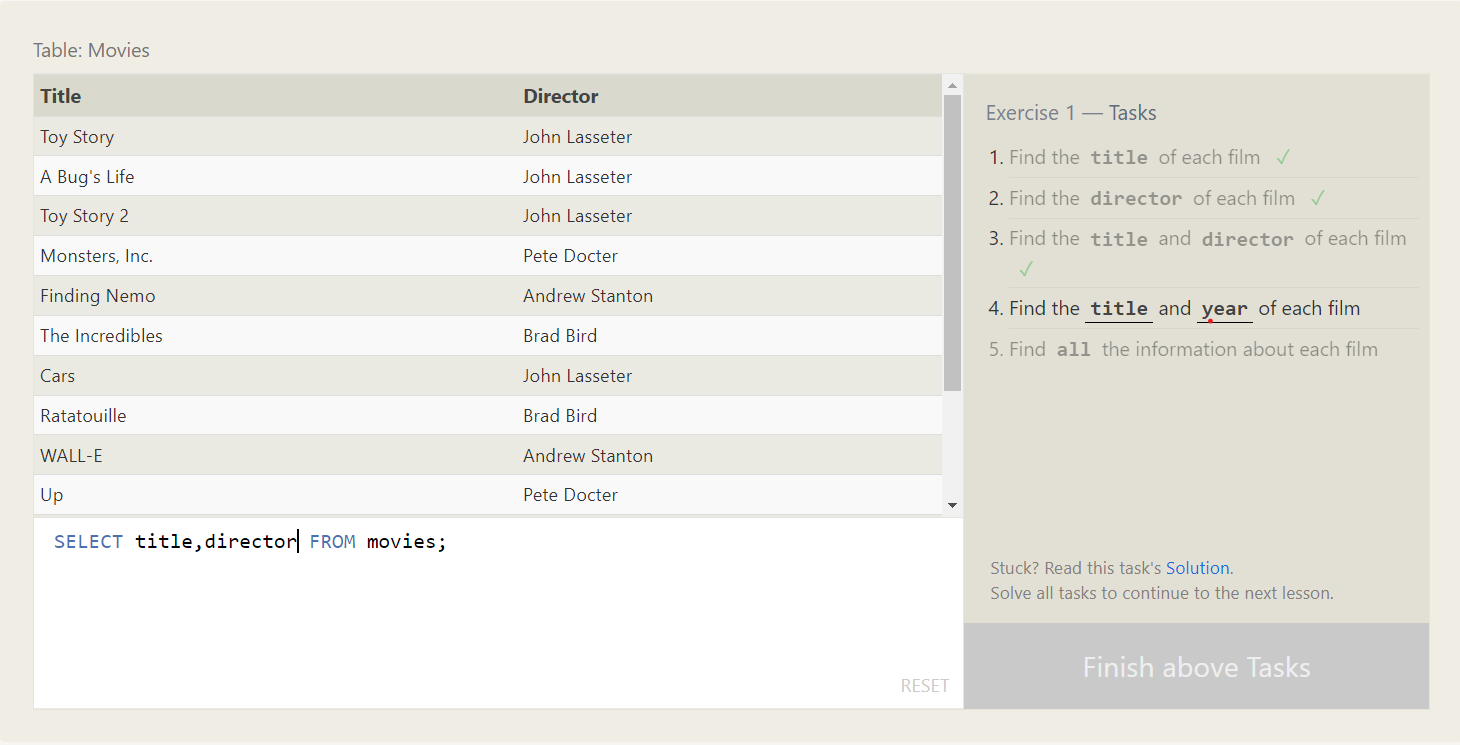 Table: Movies
Title Director
Toy Story John Lasseter
A Bug's Life John Lasseter
Toy Story 2 John Lasseter
Monsters, Inc. Pete Docter
Finding Nemo Andrew Stanton
The Incredibles Brad Bird
Cars John Lasseter
Ratatouille Brad Bird
WALL-E Andrew Stanton
Up Pete Docter
SELECT title,director FROM movies;
RESET
Exercise 1 — Tasks
1. Find the title of each film ✓
2. Find the director of each film ✓
3. Find the title and director of each film
✓
4. Find the title and year of each film
5. Find all the information about each film
Stuck? Read this task's Solution.
Solve all tasks to continue to the next lesson.
Finish above Tasks